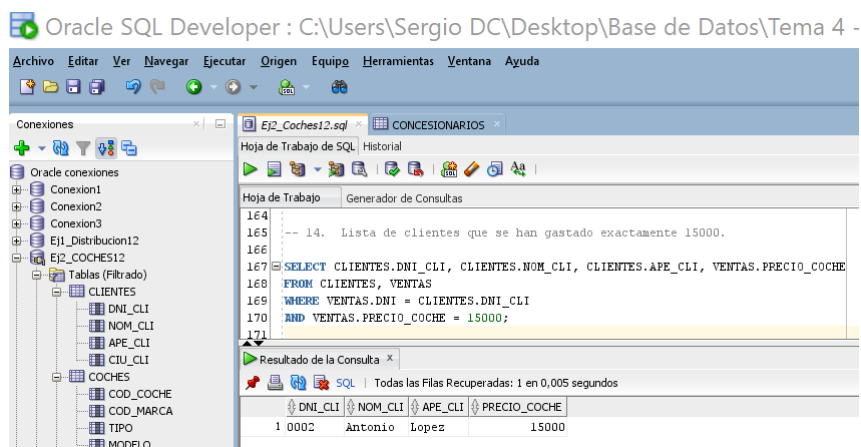 Oracle SQL Developer : C:\Users\Sergio DC\Desktop\Base de Datos\Tema 4 -
Archivo Editar Ver Navegar Ejecutar Origen Equipo Herramientas Ventana Ayuda
Conexiones
Oracle conexiones
Conexion1
Conexion2
Conexion3
Ej1_Distribucion12
Ej2_COCHES12
Tablas (Filtrado)
CLIENTES
DNI_CLI
NOM_CLI
APE_CLI
CIU_CLI
COCHES
COD_COCHE
COD_MARCA
TIPO
MODELO
Ej2_Coches12.sql CONCESIONARIOS
Hoja de Trabajo de SQL Historial
Hoja de Trabajo Generador de Consultas
164
165 -- 14. Lista de clientes que se han gastado exactamente 15000.
166
167 SELECT CLIENTES.DNI_CLI, CLIENTES.NOM_CLI, CLIENTES.APE_CLI, VENTAS.PRECIO_COCHE
168 FROM CLIENTES, VENTAS
169 WHERE VENTAS.DNI = CLIENTES.DNI_CLI
170 AND VENTAS.PRECIO_COCHE = 15000;
171
Resultado de la Consulta x
SQL | Todas las Filas Recuperadas: 1 en 0,005 segundos
DNI_CLI NOM_CLI APE_CLI PRECIO_COCHE
1 0002 Antonio Lopez 15000